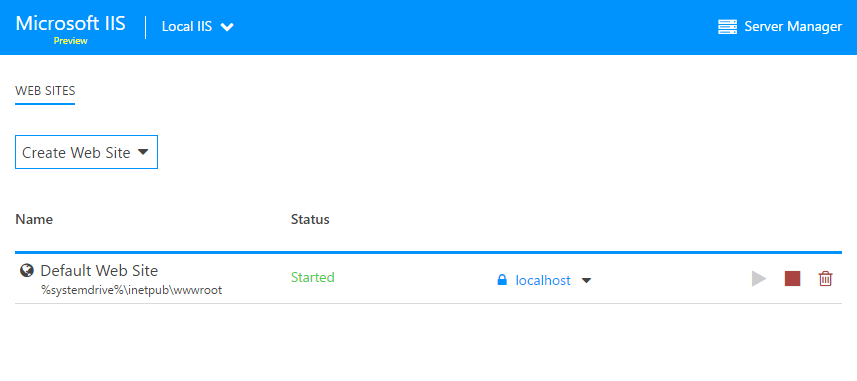 Microsoft IIS
Preview
Local IIS
Server Manager
WEB SITES
Create Web Site
Name Status
Default Web Site
%systemdrive%\inetpub\wwwroot
Started
localhost